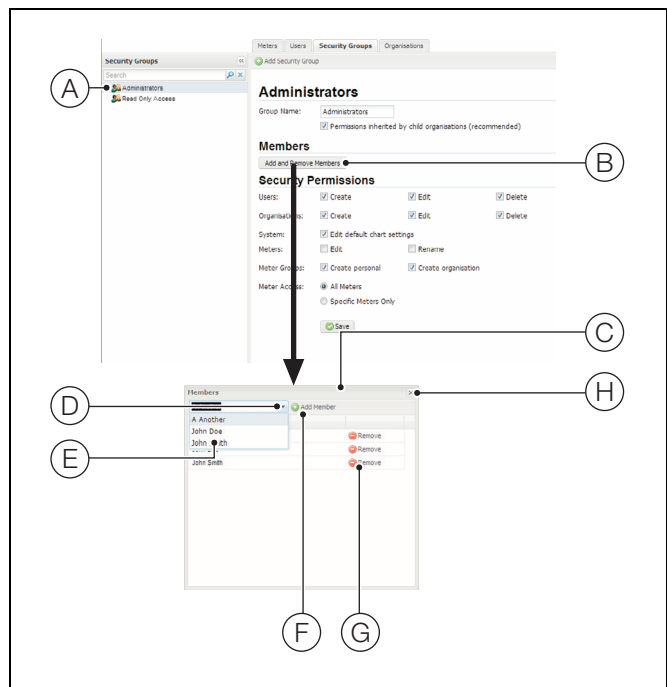 Meters Users Security Groups Organisations
Security Groups «
Add Security Group
Search
A
Administrators
Read Only Access
Administrators
Group Name: Administrators
Permissions inherited by child organisations (recommended)
Members
Add and Remove Members
B
Security Permissions
Users: Create Edit Delete
Organisations: Create Edit Delete
System: Edit default chart settings
Meters: Edit Rename
Meter Groups: Create personal Create organisation
Meter Access: All Meters
Specific Meters Only
Save
C
Members ×
H
D
Add Member
A Another
John Doe
Remove
John Smith
E
Remove
John Smith
Remove
F
G